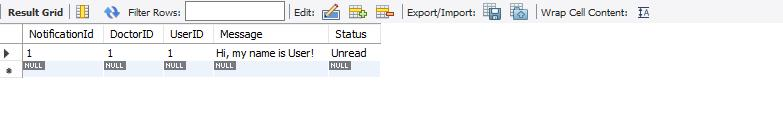 Result Grid Filter Rows: Edit: Export/Import: Wrap Cell Content: IA
NotificationId DoctorID UserID Message Status
1 1 1 Hi, my name is User! Unread
NULL NULL NULL NULL NULL